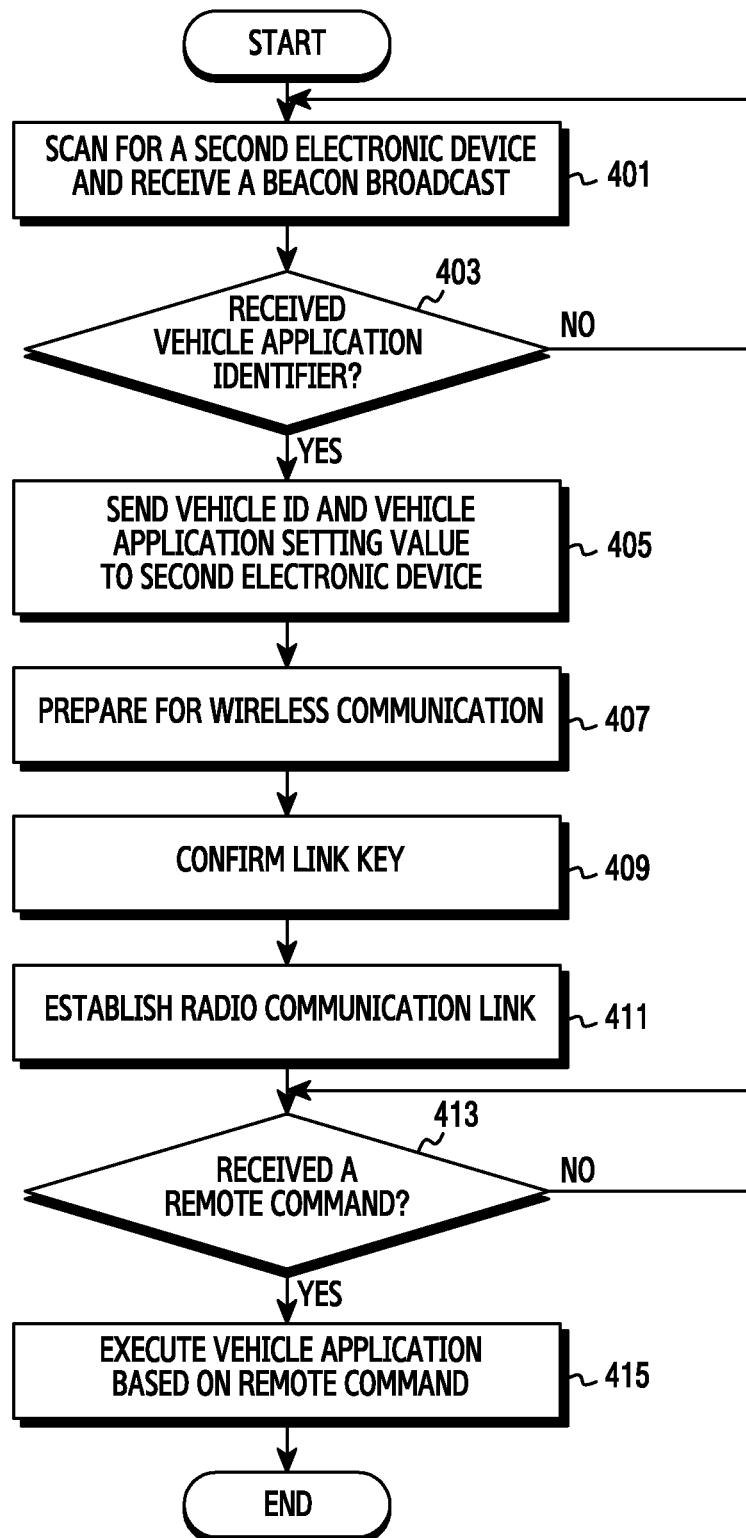 START
SCAN FOR A SECOND ELECTRONIC DEVICE
AND RECEIVE A BEACON BROADCAST
401
403
RECEIVED
VEHICLE APPLICATION
IDENTIFIER?
NO
YES
SEND VEHICLE ID AND VEHICLE
APPLICATION SETTING VALUE
TO SECOND ELECTRONIC DEVICE
405
PREPARE FOR WIRELESS COMMUNICATION
407
CONFIRM LINK KEY
409
ESTABLISH RADIO COMMUNICATION LINK
411
413
RECEIVED A
REMOTE COMMAND?
NO
YES
EXECUTE VEHICLE APPLICATION
BASED ON REMOTE COMMAND
415
END